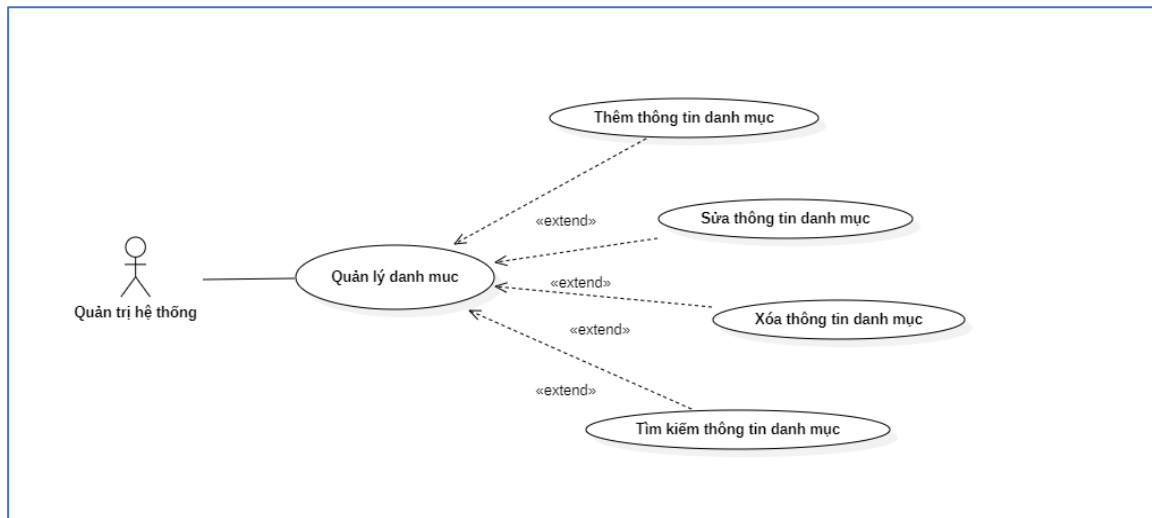 Thêm thông tin danh mục
«extend»
Sửa thông tin danh mục
Quản lý danh muc
«extend»
Quản trị hệ thống
Xóa thông tin danh mục
«extend»
«extend»
Tìm kiếm thông tin danh mục